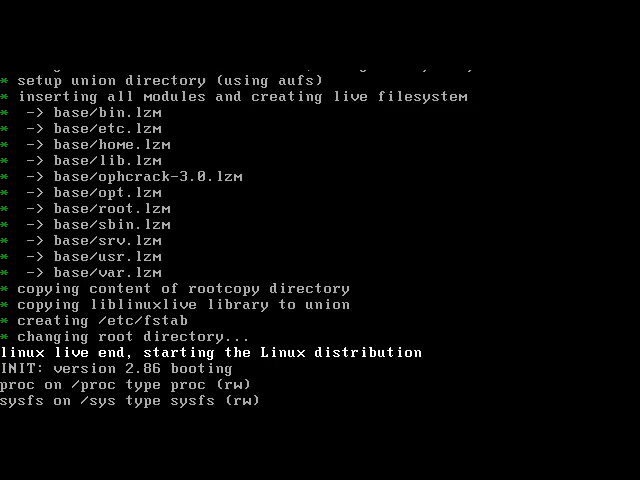 * setup union directory (using aufs)
* inserting all modules and creating live filesystem
*  -> base/bin.lzm
*  -> base/etc.lzm
*  -> base/home.lzm
*  -> base/lib.lzm
*  -> base/ophcrack-3.0.lzm
*  -> base/opt.lzm
*  -> base/root.lzm
*  -> base/sbin.lzm
*  -> base/srv.lzm
*  -> base/usr.lzm
*  -> base/var.lzm
* copying content of rootcopy directory
* copying liblinuxlive library to union
* creating /etc/fstab
* changing root directory...
linux live end, starting the Linux distribution
INIT: version 2.86 booting
proc on /proc type proc (rw)
sysfs on /sys type sysfs (rw)